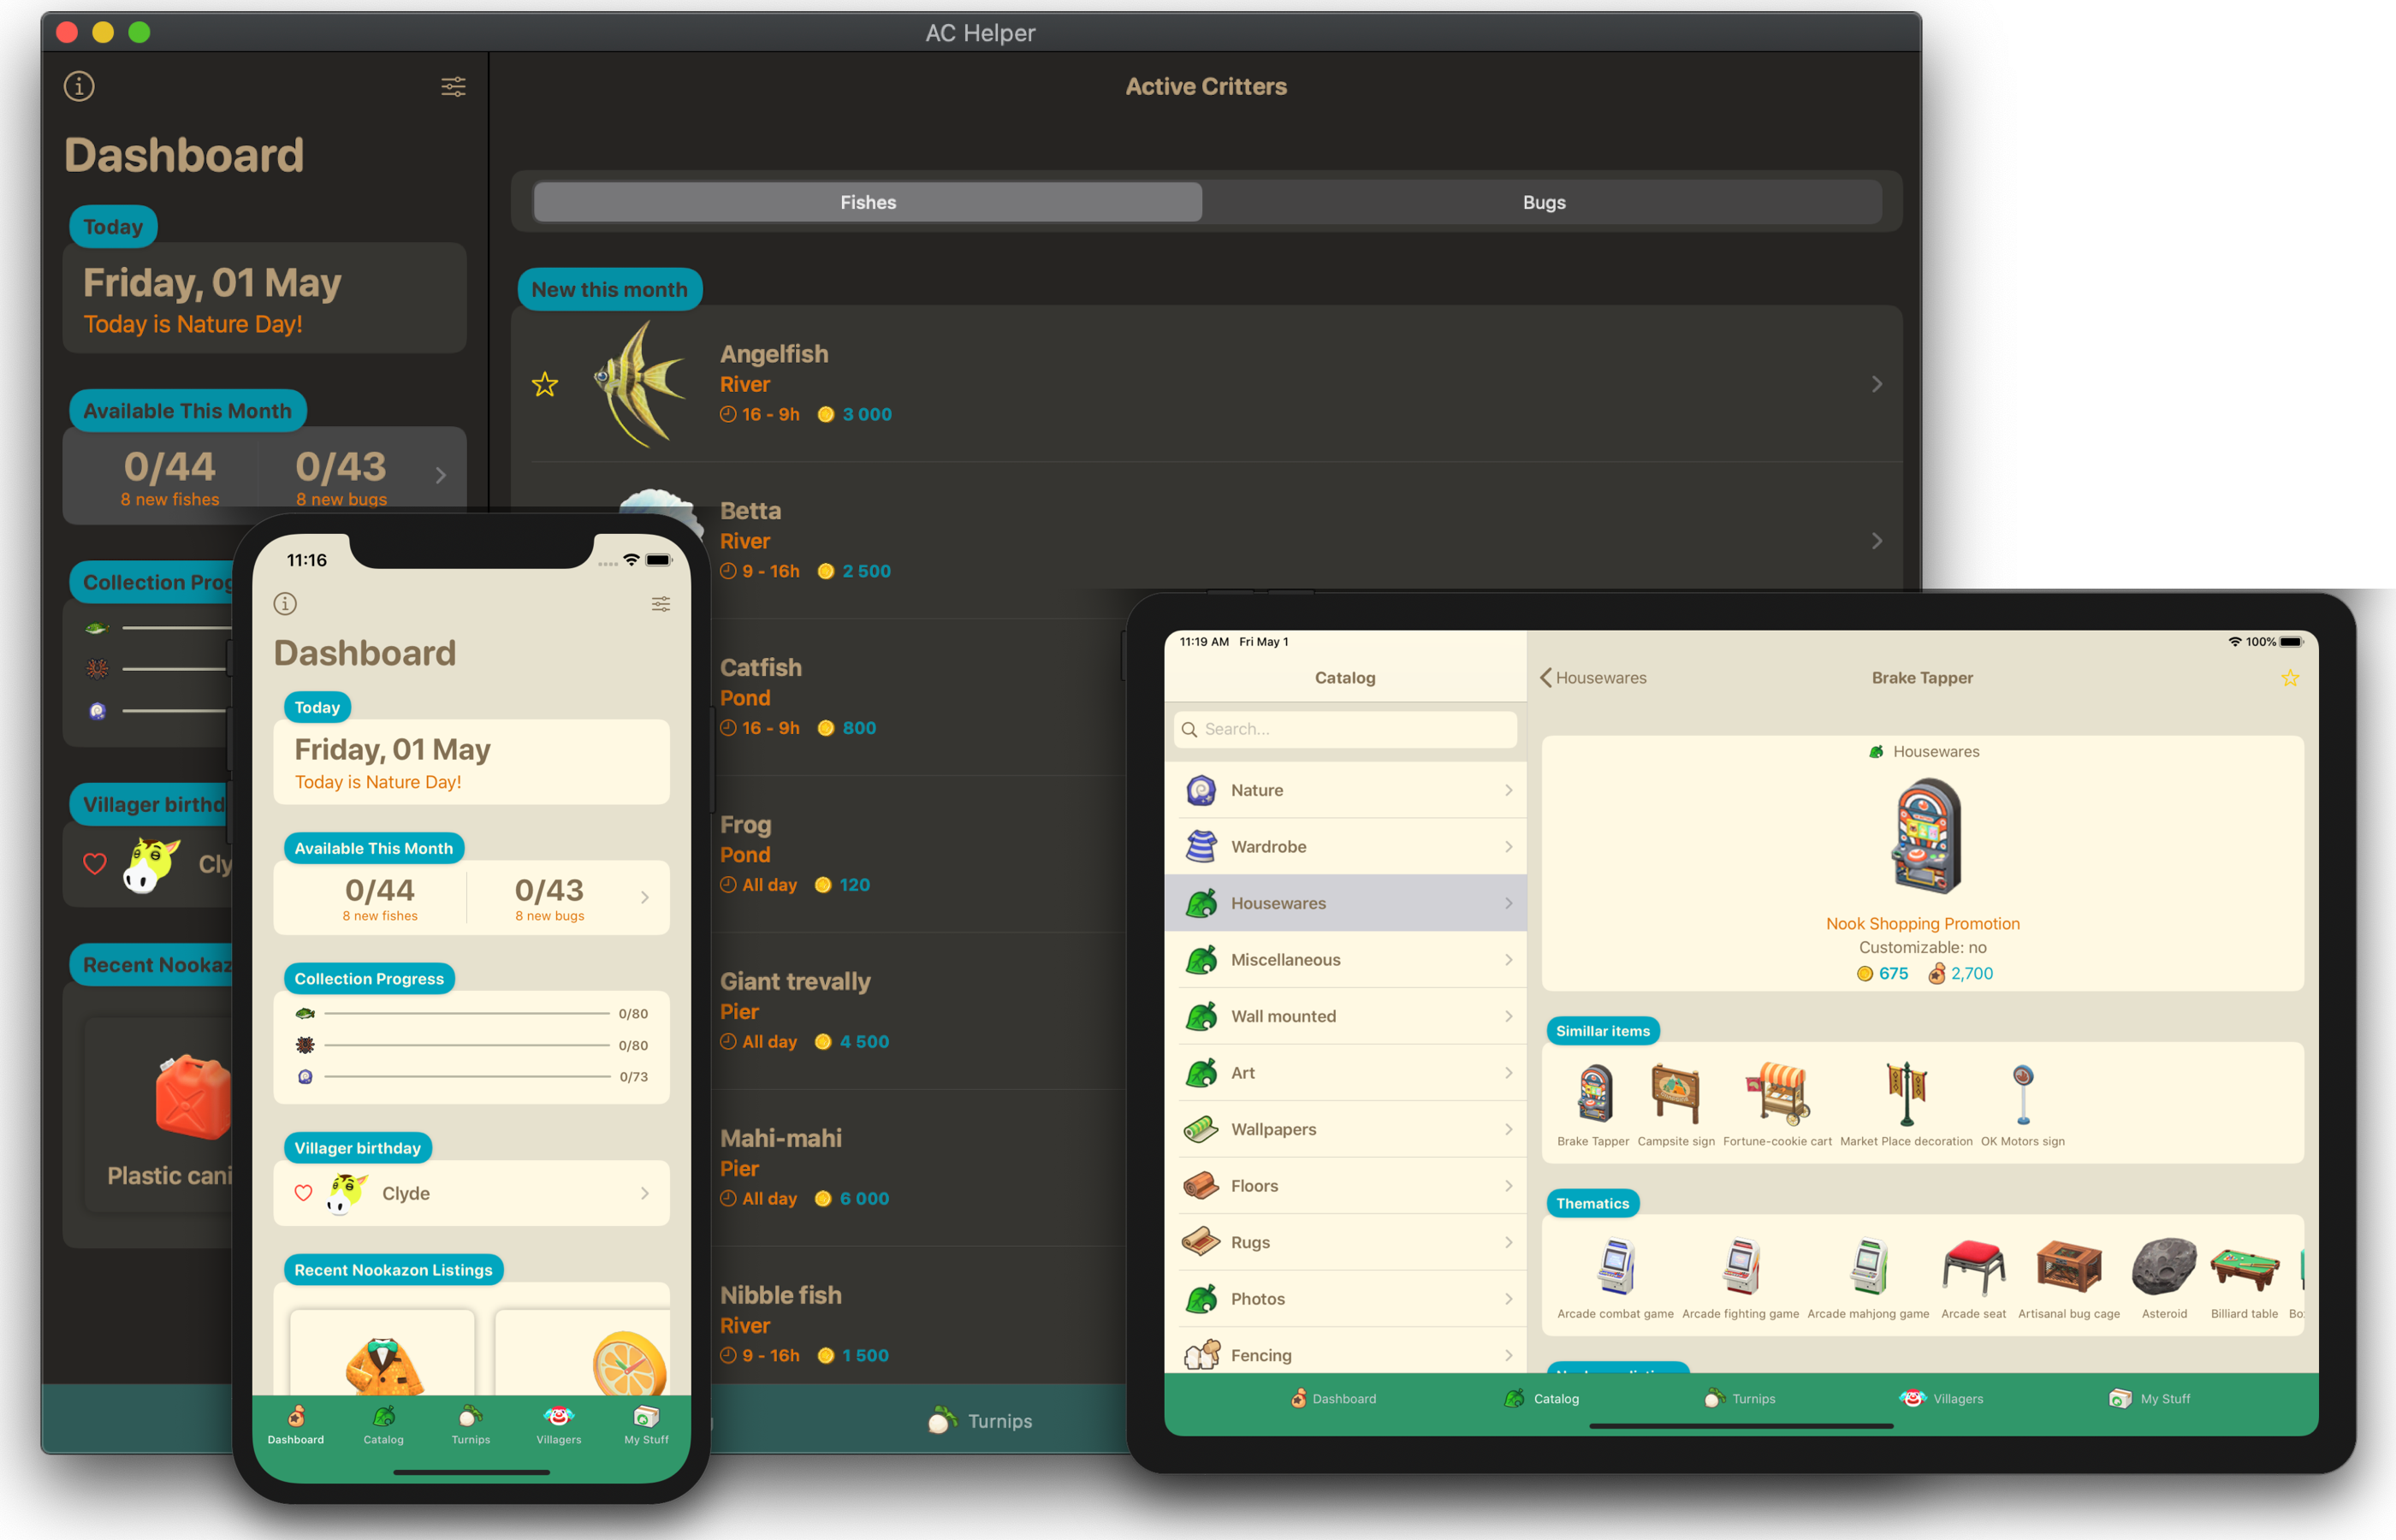 AC Helper
Dashboard
Today
Friday, 01 May
Today is Nature Day!
Available This Month
0/44
8 new fishes
0/43
8 new bugs
Collection Prog
Villager birthd
Cly
Recent Nookaz
Plastic cani
Active Critters
Fishes
Bugs
New this month
Angelfish
River
16 - 9h 3 000
Betta
River
9 - 16h 2 500
Catfish
Pond
16 - 9h 800
Frog
Pond
All day 120
Giant trevally
Pier
All day 4 500
Mahi-mahi
Pier
All day 6 000
Nibble fish
River
9 - 16h 1 500
Turnips
11:16
Dashboard
Today
Friday, 01 May
Today is Nature Day!
Available This Month
0/44
8 new fishes
0/43
8 new bugs
Collection Progress
0/80
0/80
0/73
Villager birthday
Clyde
Recent Nookazon Listings
Dashboard
Catalog
Turnips
Villagers
My Stuff
11:19 AM Fri May 1
100%
Catalog
Search...
Nature
Wardrobe
Housewares
Miscellaneous
Wall mounted
Art
Wallpapers
Floors
Rugs
Photos
Fencing
Housewares
Brake Tapper
Housewares
Nook Shopping Promotion
Customizable: no
675 2,700
Simillar items
Brake Tapper
Campsite sign
Fortune-cookie cart
Market Place decoration
OK Motors sign
Thematics
Arcade combat game
Arcade fighting game
Arcade mahjong game
Arcade seat
Artisanal bug cage
Asteroid
Billiard table
Bo
Dashboard
Catalog
Turnips
Villagers
My Stuff